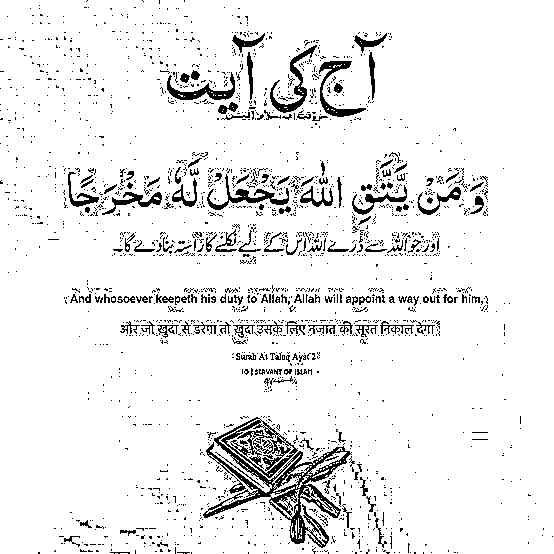 آج کی آیت
وَ مَنْ یَّتَّقِ اللّٰهَ یَجْعَلْ لَّهٗ مَخْرَجًا
اور جو اللہ سے ڈرے اللہ اس کے لیے نکلنے کا راستہ بنا دے گا۔
And whosoever keepeth his duty to Allah, Allah will appoint a way out for him,
और जो खुदा से डरेगा तो खुदा उसके लिए नजात की सूरत निकाल देगा
Surah At Talaq Ayat 2
IG | SERVANT OF ISLAH